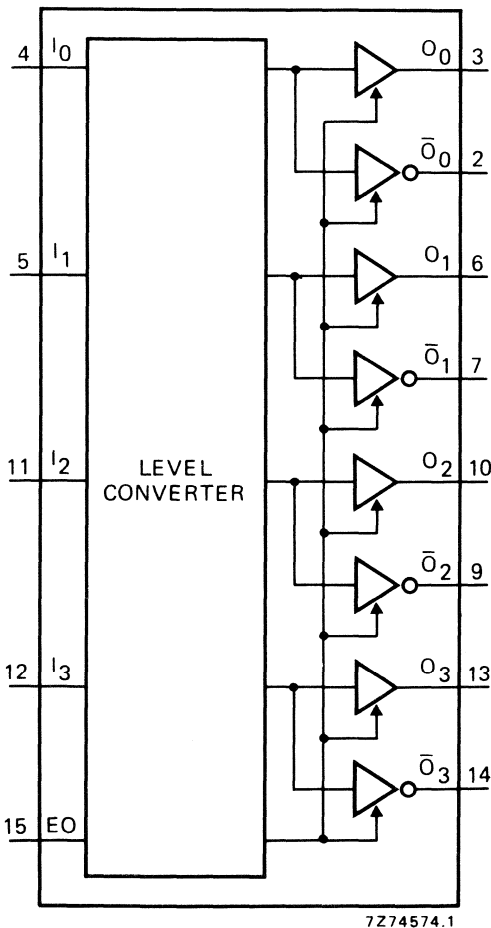 4 I0 O0 3
Ō0 2
5 I1 O1 6
Ō1 7
11 I2 O2 10
LEVEL
CONVERTER
Ō2 9
12 I3 O3 13
Ō3 14
15 EO
7Z74574.1